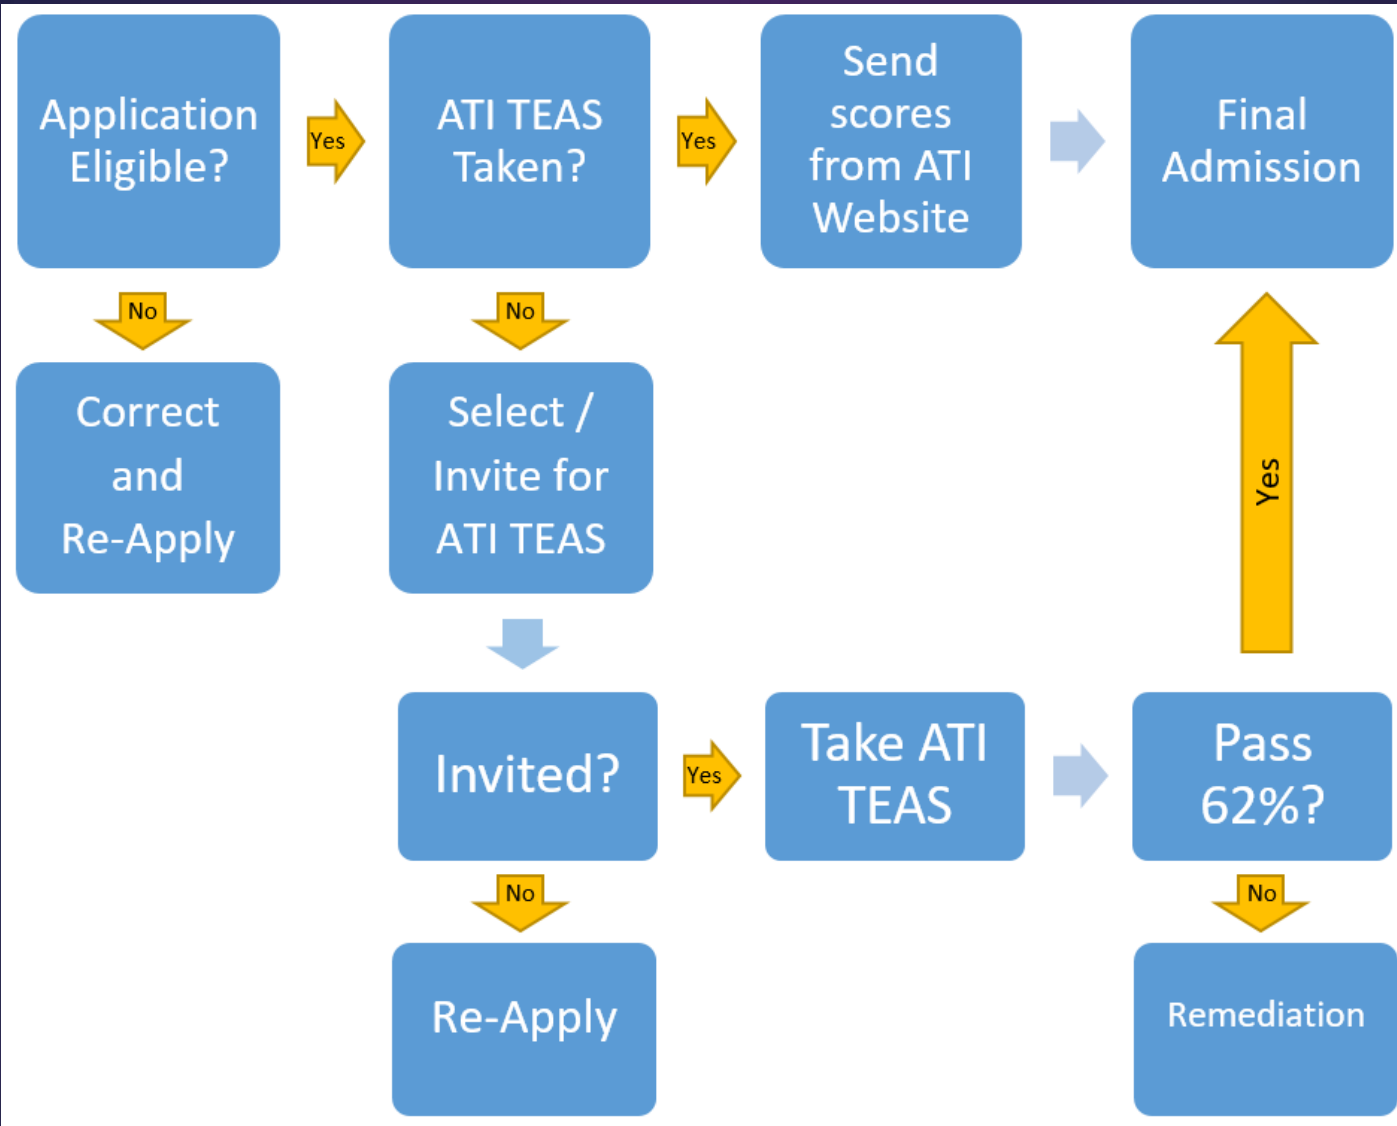 Application
Eligible?
Yes
ATI TEAS
Taken?
Yes
Send
scores
from ATI
Website
Final
Admission
No
No
Correct
and
Re-Apply
Select /
Invite for
ATI TEAS
Yes
Invited?
Yes
Take ATI
TEAS
Pass
62%?
No
No
Re-Apply
Remediation